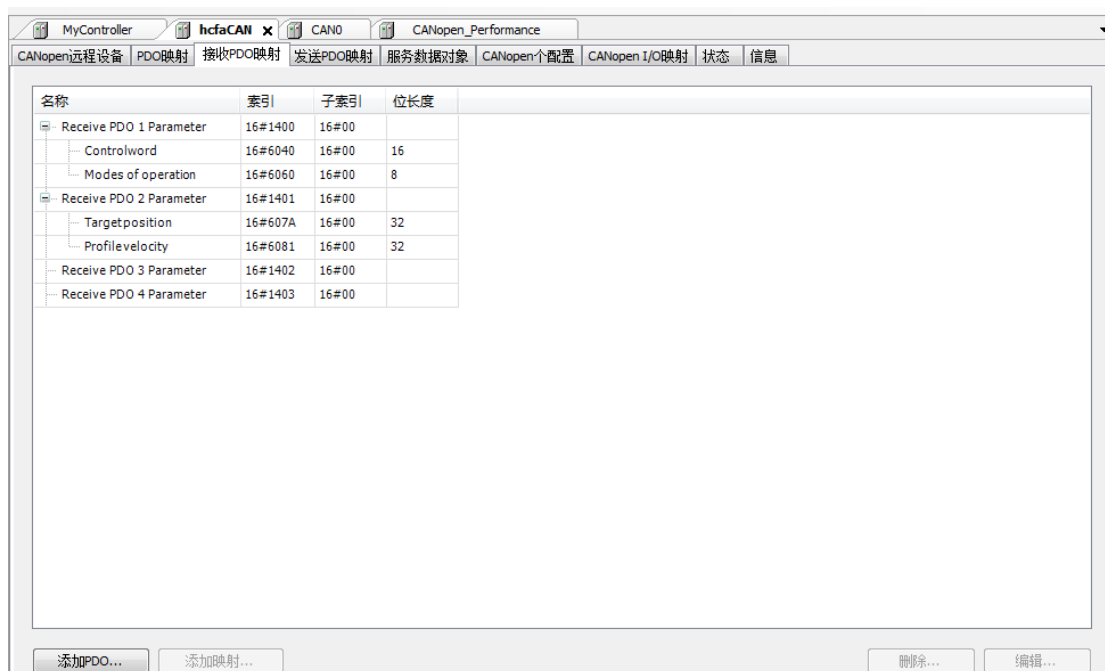 MyController hcfaCAN CAN0 CANopen_Performance
CANopen远程设备 PDO映射 接收PDO映射 发送PDO映射 服务数据对象 CANopen个配置 CANopen I/O映射 状态 信息
名称 索引 子索引 位长度
Receive PDO 1 Parameter 16#1400 16#00
Controlword 16#6040 16#00 16
Modes of operation 16#6060 16#00 8
Receive PDO 2 Parameter 16#1401 16#00
Targetposition 16#607A 16#00 32
Profilevelocity 16#6081 16#00 32
Receive PDO 3 Parameter 16#1402 16#00
Receive PDO 4 Parameter 16#1403 16#00
添加PDO... 添加映射... 删除... 编辑...